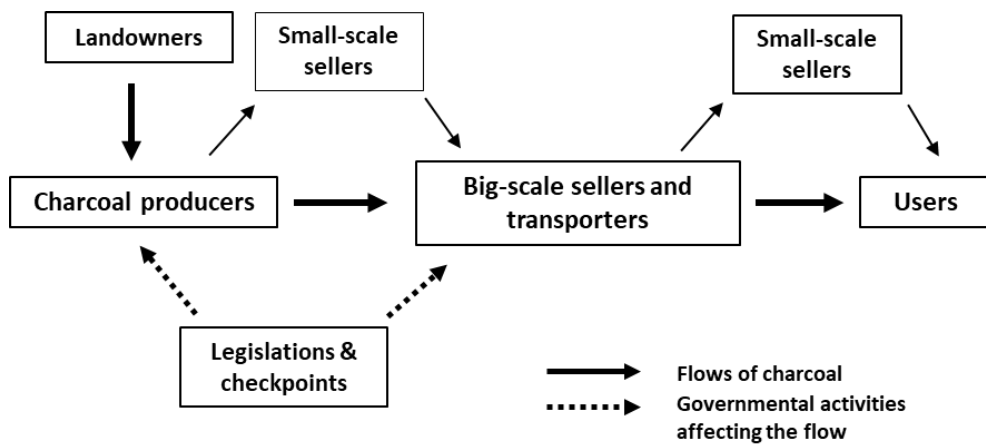 Landowners
Small-scale
sellers
Small-scale
sellers
Charcoal producers
Big-scale sellers and
transporters
Users
Legislations &
checkpoints
Flows of charcoal
Governmental activities
affecting the flow